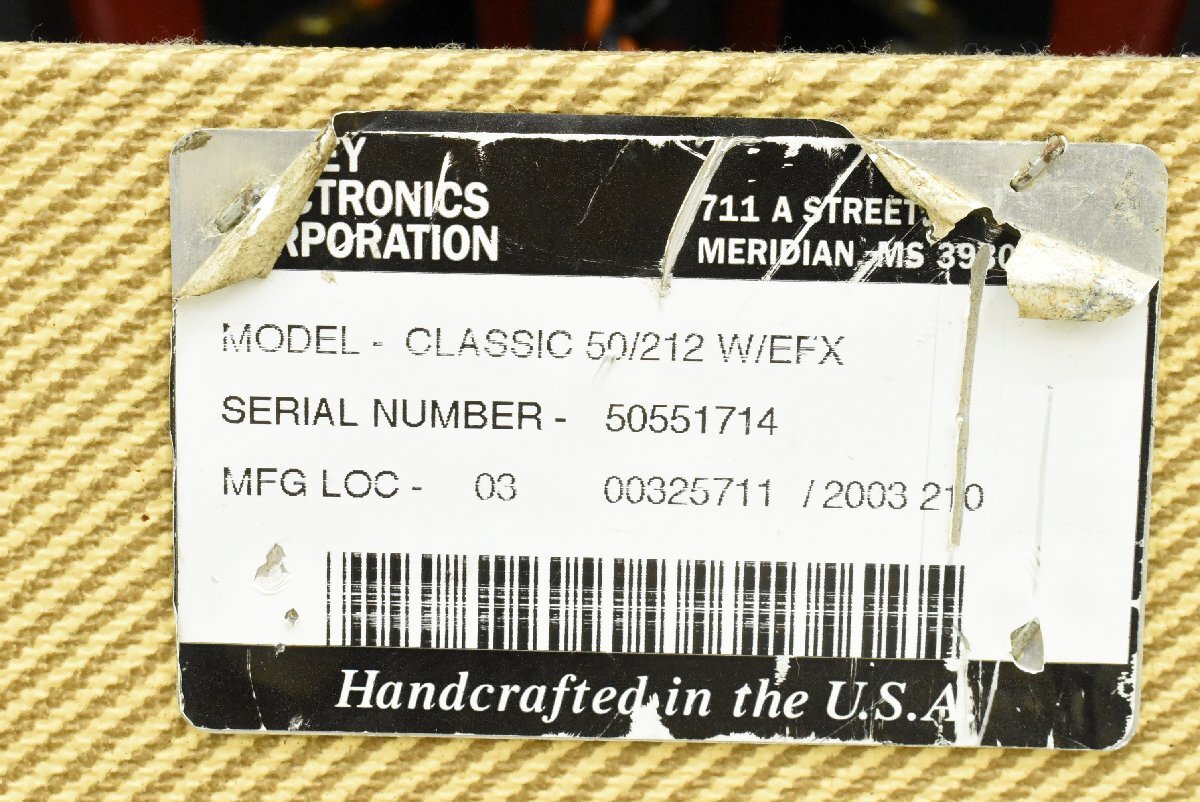 EY
CTRONICS
RPORATION
711 A STREET
MERIDIAN, MS 3930
MODEL - CLASSIC 50/212 W/EFX
SERIAL NUMBER - 50551714
MFG LOC - 03 00325711 / 2003 210
Handcrafted in the U.S.A